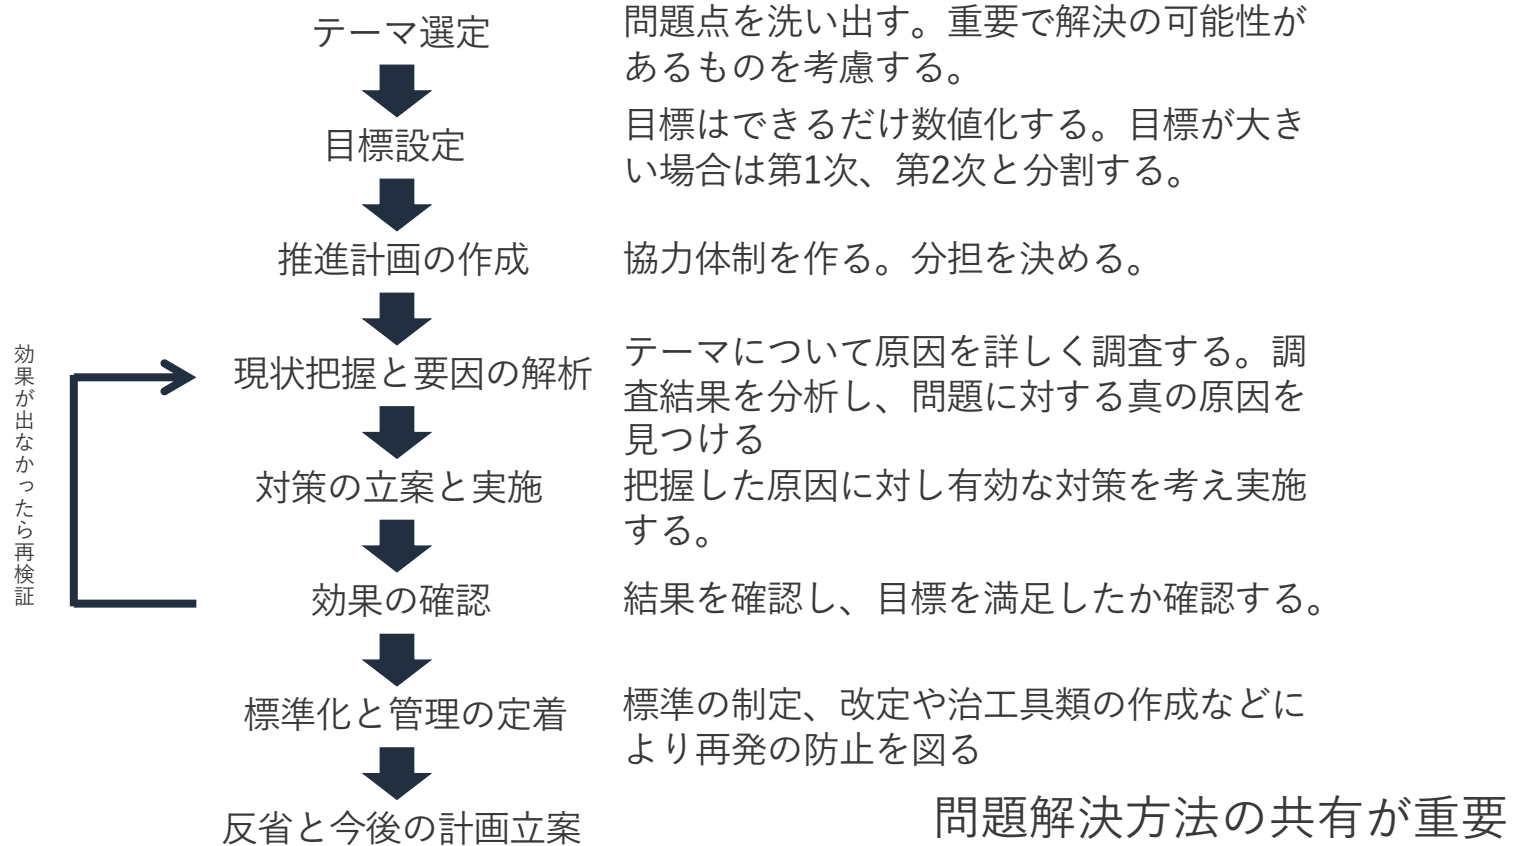 テーマ選定
問題点を洗い出す。重要で解決の可能性が
あるものを考慮する。
目標設定
目標はできるだけ数値化する。目標が大き
い場合は第1次、第2次と分割する。
推進計画の作成
協力体制を作る。分担を決める。
現状把握と要因の解析
テーマについて原因を詳しく調査する。調
査結果を分析し、問題に対する真の原因を
見つける
対策の立案と実施
把握した原因に対し有効な対策を考え実施
する。
効果の確認
結果を確認し、目標を満足したか確認する。
効果が出なかったら再検証
標準化と管理の定着
標準の制定、改定や治工具類の作成などに
より再発の防止を図る
反省と今後の計画立案
問題解決方法の共有が重要